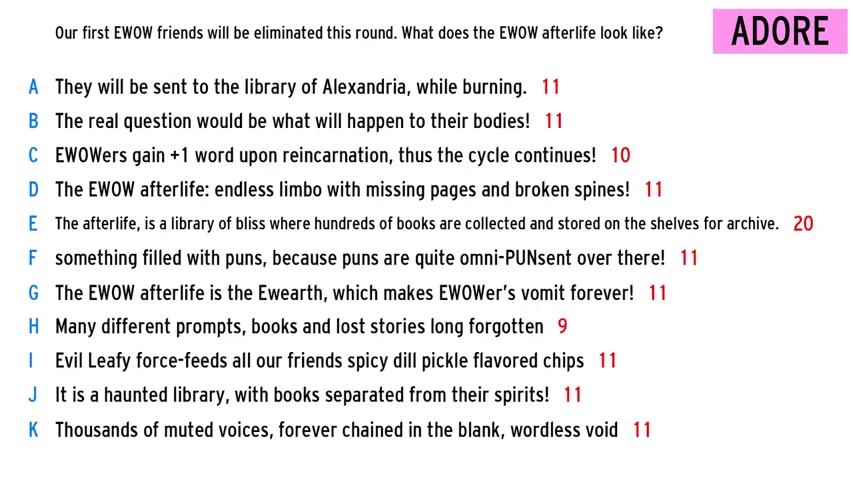 Our first EWOW friends will be eliminated this round. What does the EWOW afterlife look like?
ADORE
A They will be sent to the library of Alexandria, while burning. 11
B The real question would be what will happen to their bodies! 11
C EWOWers gain +1 word upon reincarnation, thus the cycle continues! 10
D The EWOW afterlife: endless limbo with missing pages and broken spines! 11
E The afterlife, is a library of bliss where hundreds of books are collected and stored on the shelves for archive. 20
F something filled with puns, because puns are quite omni-PUNsent over there! 11
G The EWOW afterlife is the Ewearth, which makes EWOWer's vomit forever! 11
H Many different prompts, books and lost stories long forgotten 9
I Evil Leafy force-feeds all our friends spicy dill pickle flavored chips 11
J It is a haunted library, with books separated from their spirits! 11
K Thousands of muted voices, forever chained in the blank, wordless void 11